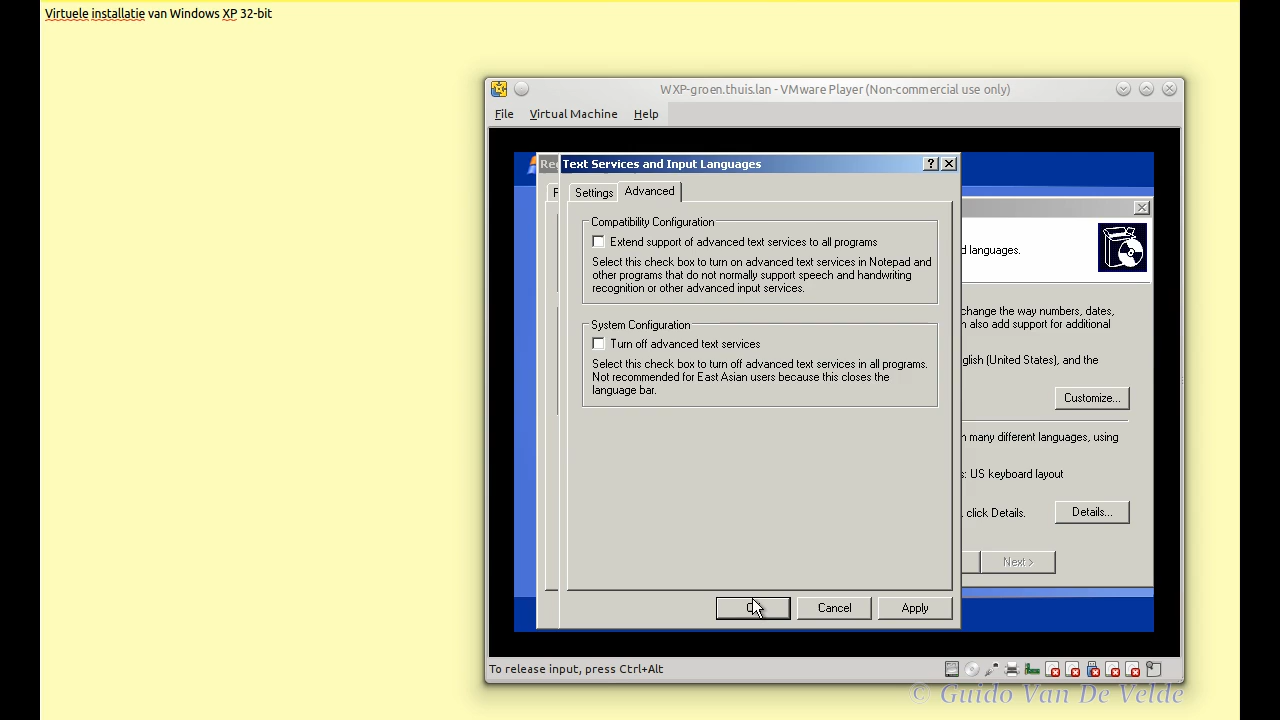 Virtuele installatie van Windows XP 32-bit
WXP-groen.thuis.lan - VMware Player (Non-commercial use only)
File Virtual Machine Help
Text Services and Input Languages
Settings Advanced
Compatibility Configuration
Extend support of advanced text services to all programs
Select this check box to turn on advanced text services in Notepad and
other programs that do not normally support speech and handwriting
recognition or other advanced input services.
System Configuration
Turn off advanced text services
Select this check box to turn off advanced text services in all programs.
Not recommended for East Asian users because this closes the
language bar.
Cancel Apply
d languages.
change the way numbers, dates,
also add support for additional
glish (United States), and the
Customize...
many different languages, using
s: US keyboard layout
, click Details.
Details...
Next >
To release input, press Ctrl+Alt
© Guido Van De Velde